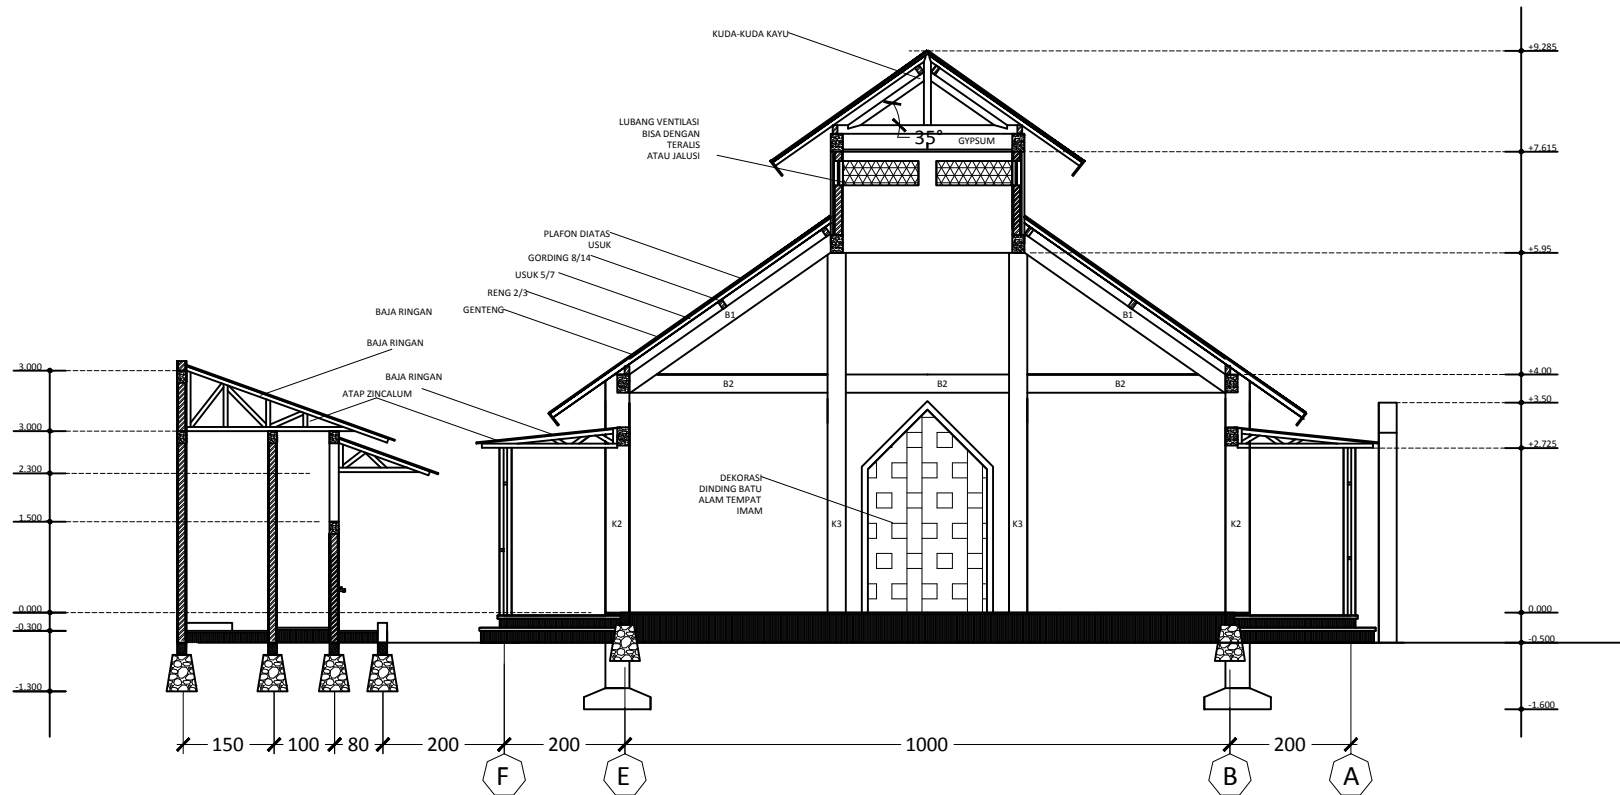 KUDA-KUDA KAYU
+9.285
LUBANG VENTILASI
BISA DENGAN
TERALIS
ATAU JALUSI
35°
GYPSUM
+7.615
PLAFON DIATAS
USUK
GORDING 8/14
USUK 5/7
RENG 2/3
GENTENG
+5.95
BAJA RINGAN
BAJA RINGAN
BAJA RINGAN
ATAP ZINCALUM
B1
B1
3.000
+4.00
B2
B2
B2
+3.50
3.000
+2.725
2.300
DEKORASI
DINDING BATU
ALAM TEMPAT
IMAM
1.500
K2
K3
K3
K2
0.000
0.000
-0.300
-0.500
-1.300
-1.600
150
100
80
200
200
1000
200
F
E
B
A